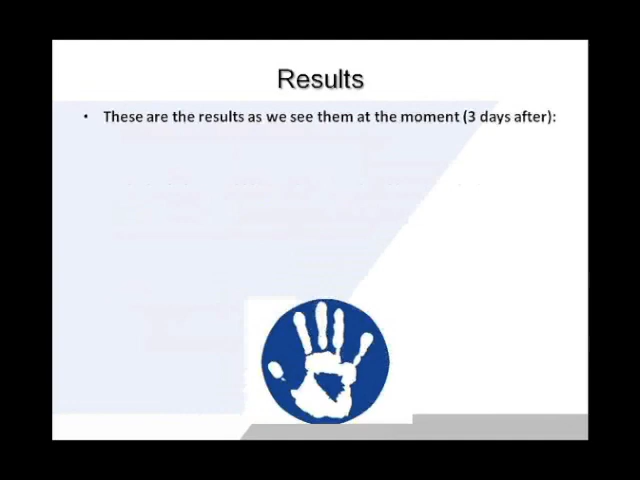 Results
• These are the results as we see them at the moment (3 days after):